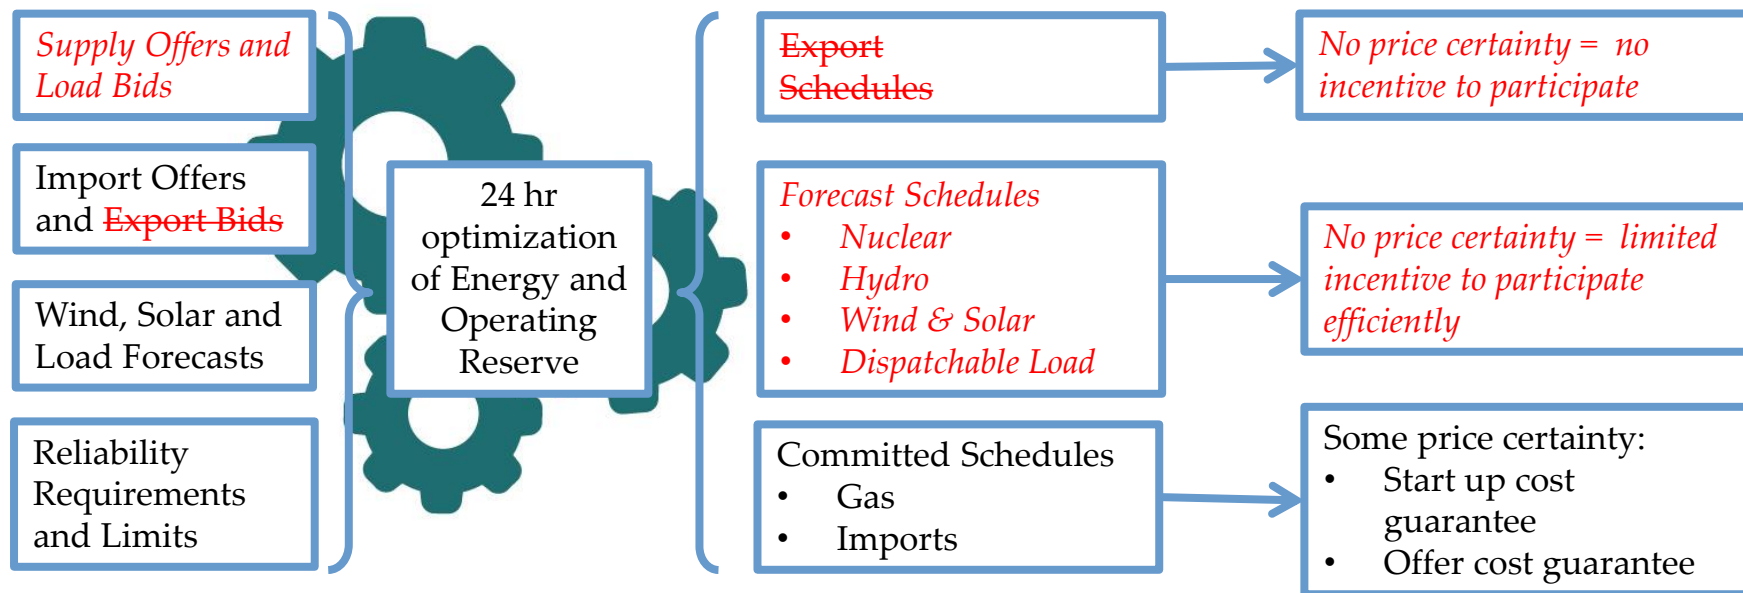 Supply Offers and
Load Bids
Import Offers
and Export Bids
Wind, Solar and
Load Forecasts
Reliability
Requirements
and Limits
24 hr
optimization
of Energy and
Operating
Reserve
Export
Schedules
Forecast Schedules
• Nuclear
• Hydro
• Wind & Solar
• Dispatchable Load
Committed Schedules
• Gas
• Imports
No price certainty = no
incentive to participate
No price certainty = limited
incentive to participate
efficiently
Some price certainty:
• Start up cost
guarantee
• Offer cost guarantee